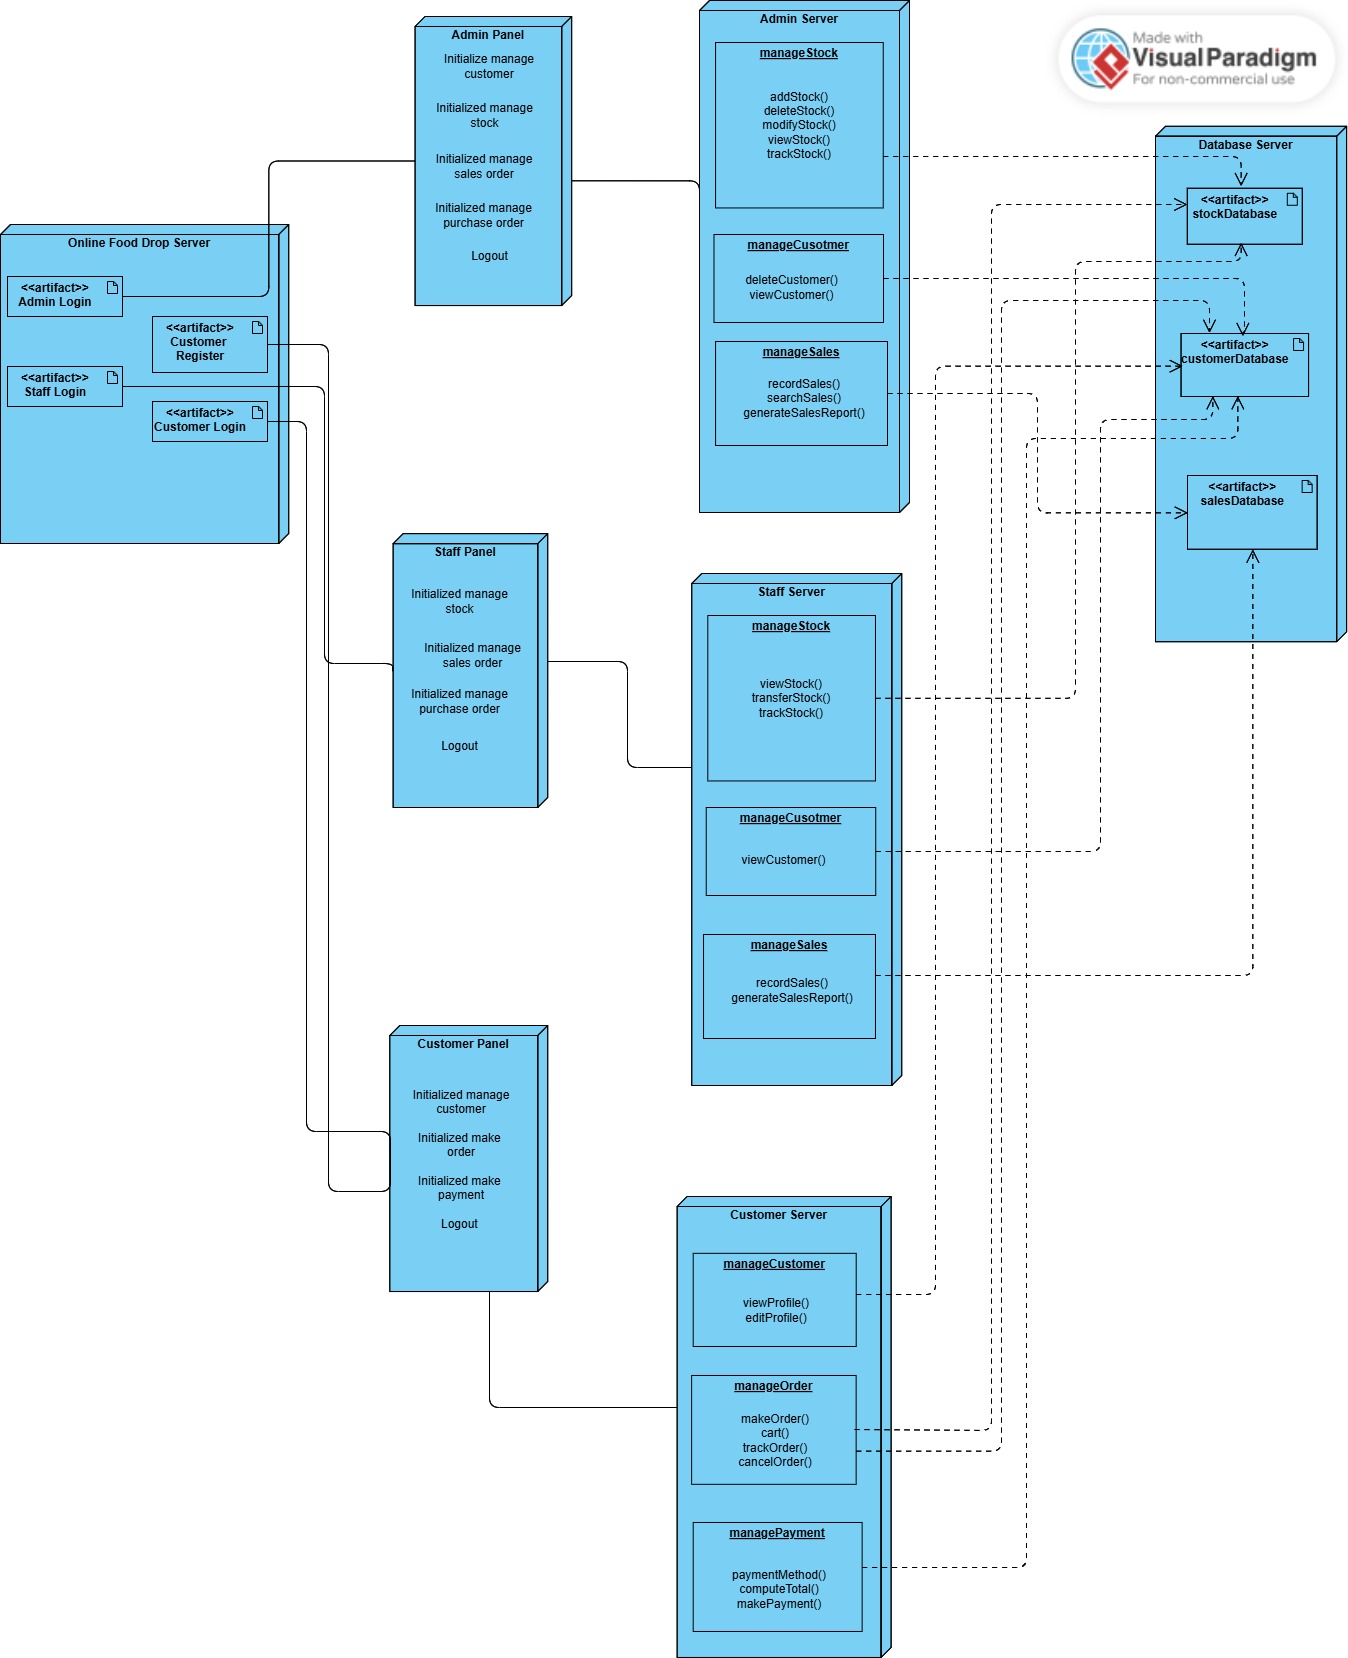 Made with
VisualParadigm
For non-commercial use
Online Food Drop Server
<<artifact>>
Admin Login
<<artifact>>
Customer
Register
<<artifact>>
Staff Login
<<artifact>>
Customer Login
Admin Panel
Initialize manage
customer
Initialized manage
stock
Initialized manage
sales order
Initialized manage
purchase order
Logout
Admin Server
manageStock
addStock()
deleteStock()
modifyStock()
viewStock()
trackStock()
manageCusotmer
deleteCustomer()
viewCustomer()
manageSales
recordSales()
searchSales()
generateSalesReport()
Database Server
<<artifact>>
stockDatabase
<<artifact>>
customerDatabase
<<artifact>>
salesDatabase
Staff Panel
Initialized manage
stock
Initialized manage
sales order
Initialized manage
purchase order
Logout
Staff Server
manageStock
viewStock()
transferStock()
trackStock()
manageCusotmer
viewCustomer()
manageSales
recordSales()
generateSalesReport()
Customer Panel
Initialized manage
customer
Initialized make
order
Initialized make
payment
Logout
Customer Server
manageCustomer
viewProfile()
editProfile()
manageOrder
makeOrder()
cart()
trackOrder()
cancelOrder()
managePayment
paymentMethod()
computeTotal()
makePayment()